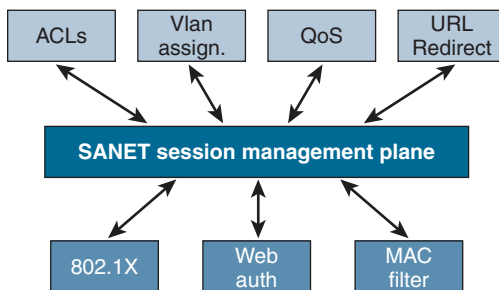 ACLs
Vlan
assign.
QoS
URL
Redirect
SANET session management plane
802.1X
Web
auth
MAC
filter